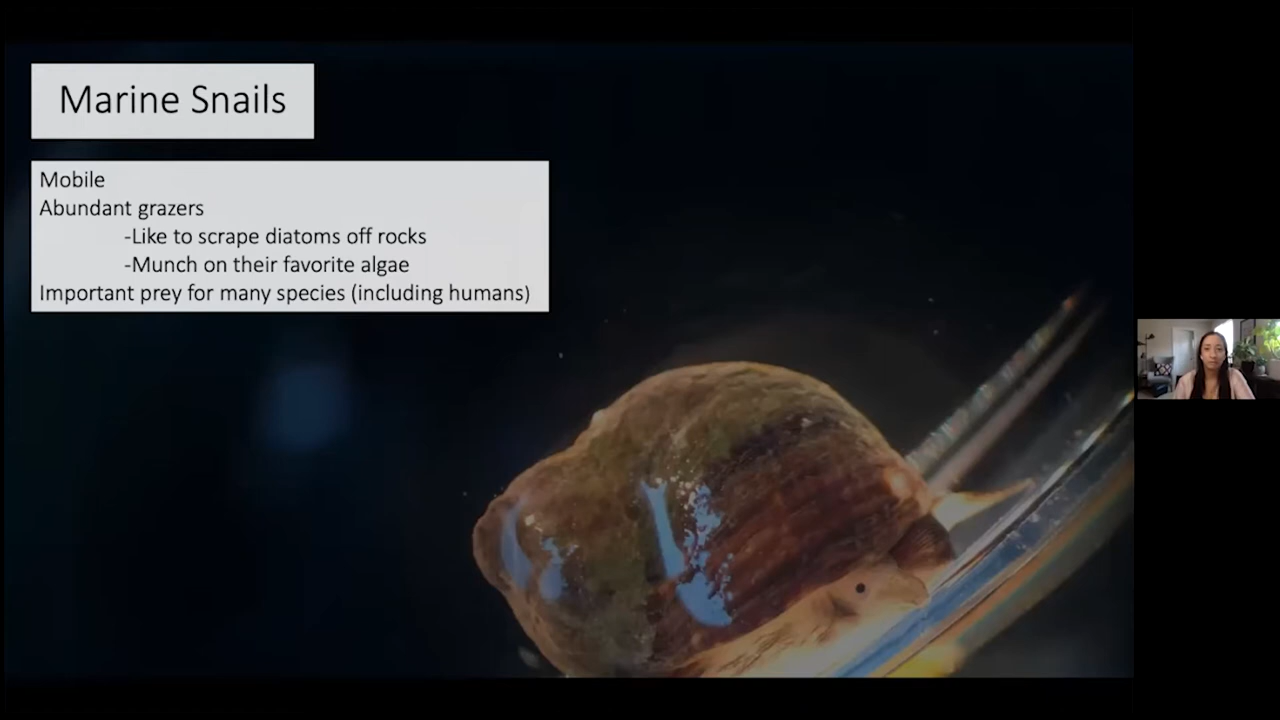 Marine Snails
Mobile
Abundant grazers
-Like to scrape diatoms off rocks
-Munch on their favorite algae
Important prey for many species (including humans)